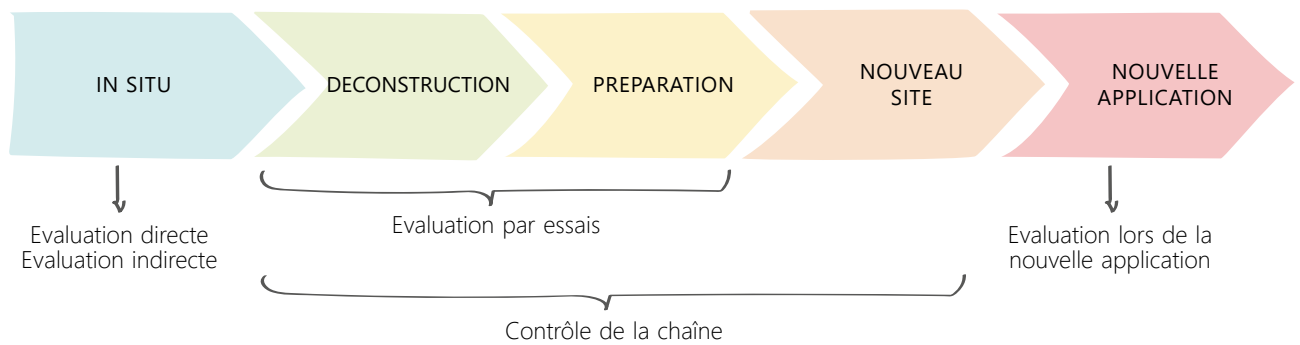 IN SITU
DECONSTRUCTION
PREPARATION
NOUVEAU
SITE
NOUVELLE
APPLICATION
Evaluation directe
Evaluation indirecte
Evaluation par essais
Evaluation lors de la
nouvelle application
Contrôle de la chaîne